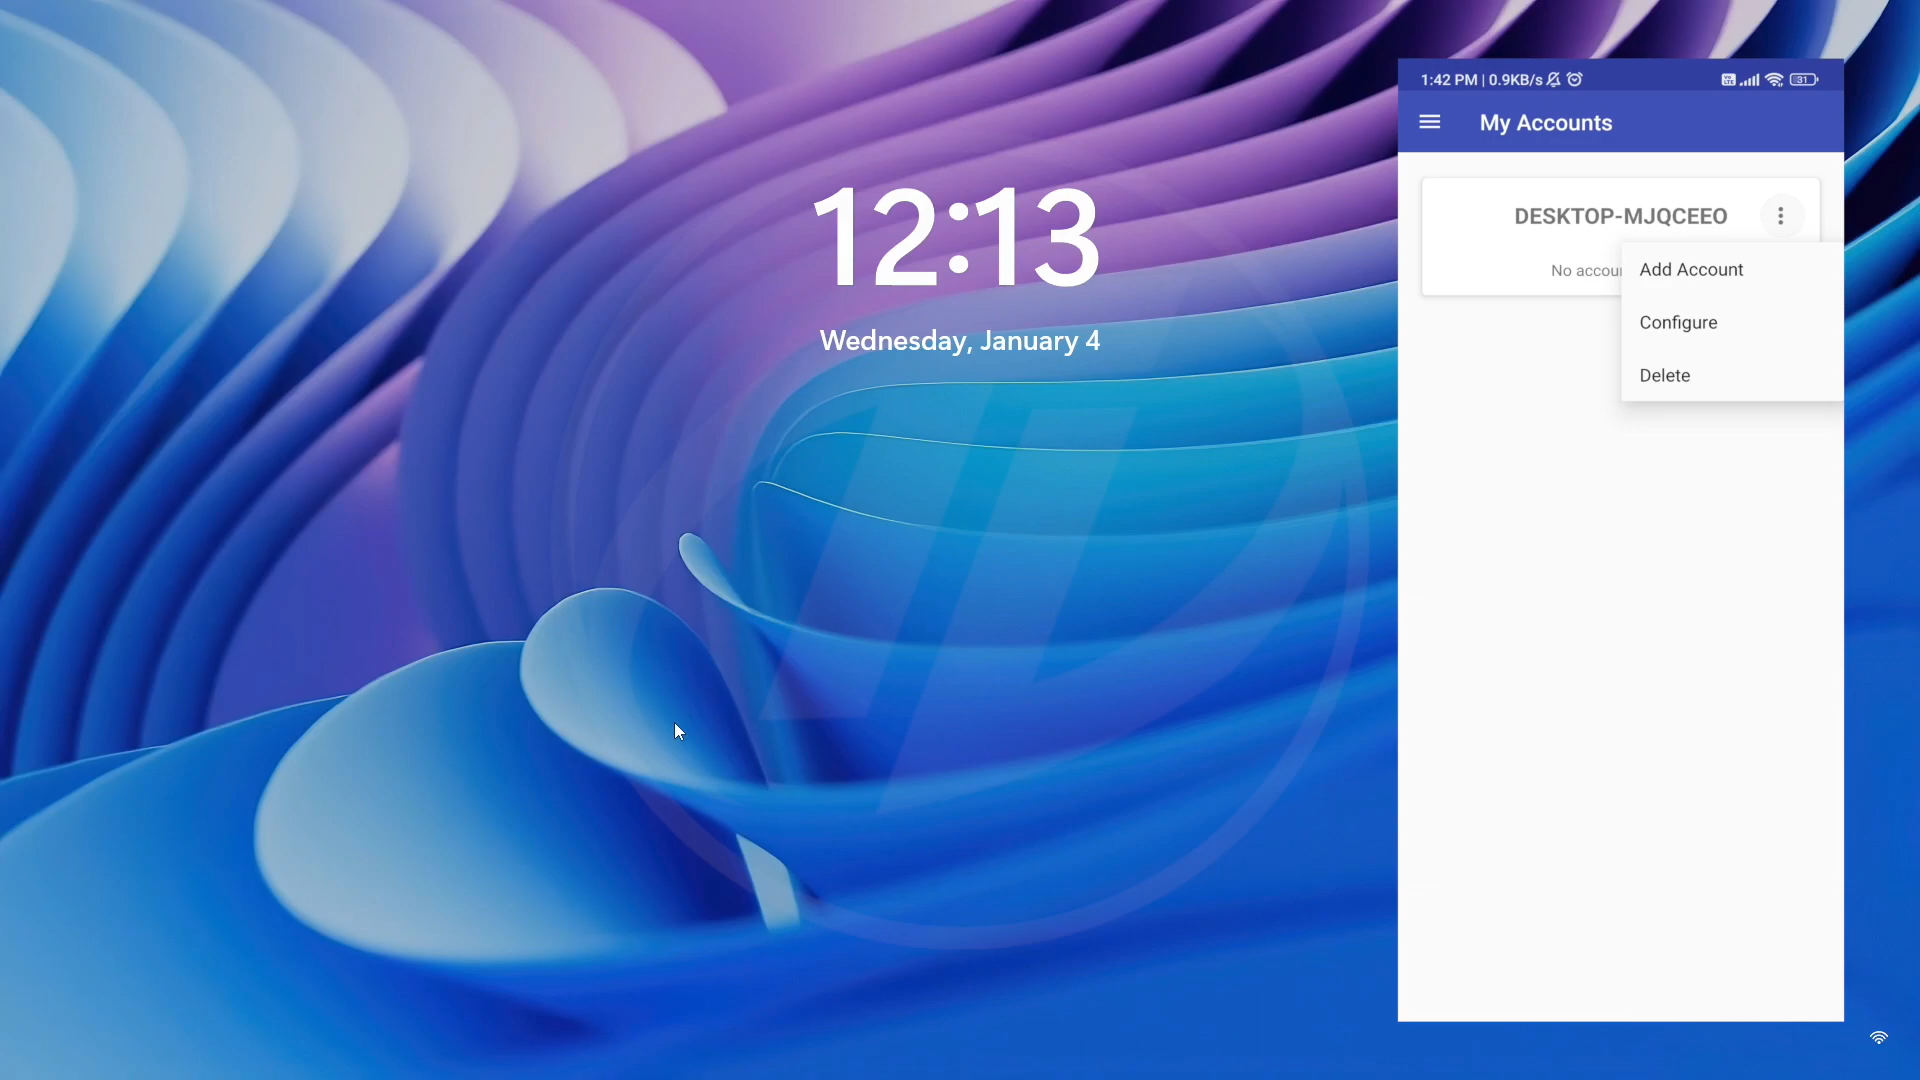 12:13
Wednesday, January 4
1:42 PM | 0.9KB/s
31
My Accounts
DESKTOP-MJQCEEO
No accou
Add Account
Configure
Delete